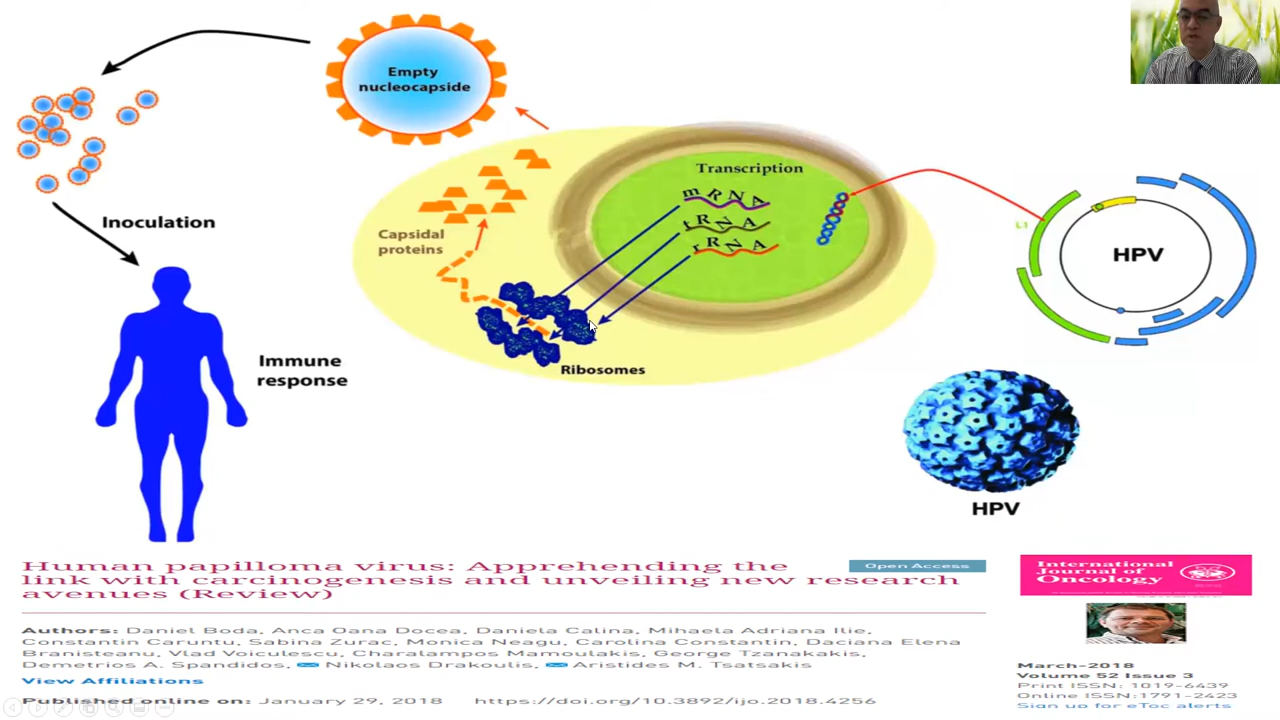 Empty
nucleocapside
Transcription
mRNA
tRNA
rRNA
Capsidal
proteins
Ribosomes
Inoculation
Immune
response
L1
HPV
HPV
Human papilloma virus: Apprehending the
link with carcinogenesis and unveiling new research
avenues (Review)
Open Access
Authors: Daniel Boda, Anca Oana Docea, Daniela Calina, Mihaela Adriana Ilie,
Constantin Caruntu, Sabina Zurac, Monica Neagu, Carolina Constantin, Daciana Elena
Branisteanu, Vlad Voiculescu, Charalampos Mamoulakis, George Tzanakakis,
Demetrios A. Spandidos, Nikolaos Drakoulis, Aristides M. Tsatsakis
View Affiliations
Published online on: January 29, 2018 https://doi.org/10.3892/ijo.2018.4256
International
Journal of
Oncology
March-2018
Volume 52 Issue 3
Print ISSN: 1019-6439
Online ISSN:1791-2423
Sign up for eToc alerts